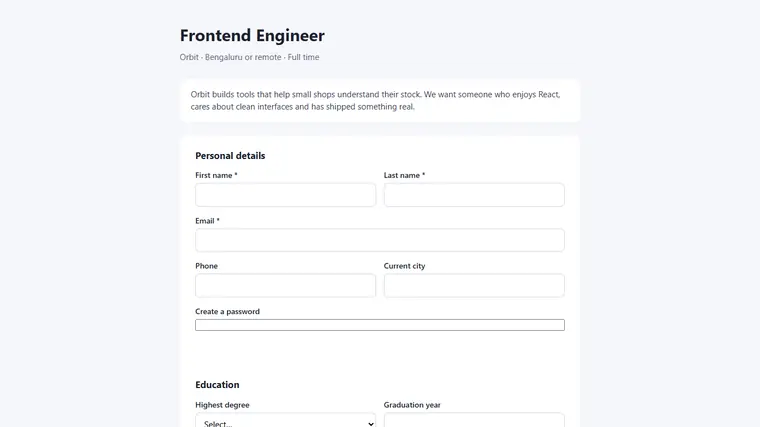 Frontend Engineer
Orbit · Bengaluru or remote · Full time
Orbit builds tools that help small shops understand their stock. We want someone who enjoys React,
cares about clean interfaces and has shipped something real.
Personal details
First name *
Last name *
Email *
Phone
Current city
Create a password
Education
Highest degree
Graduation year
Select...